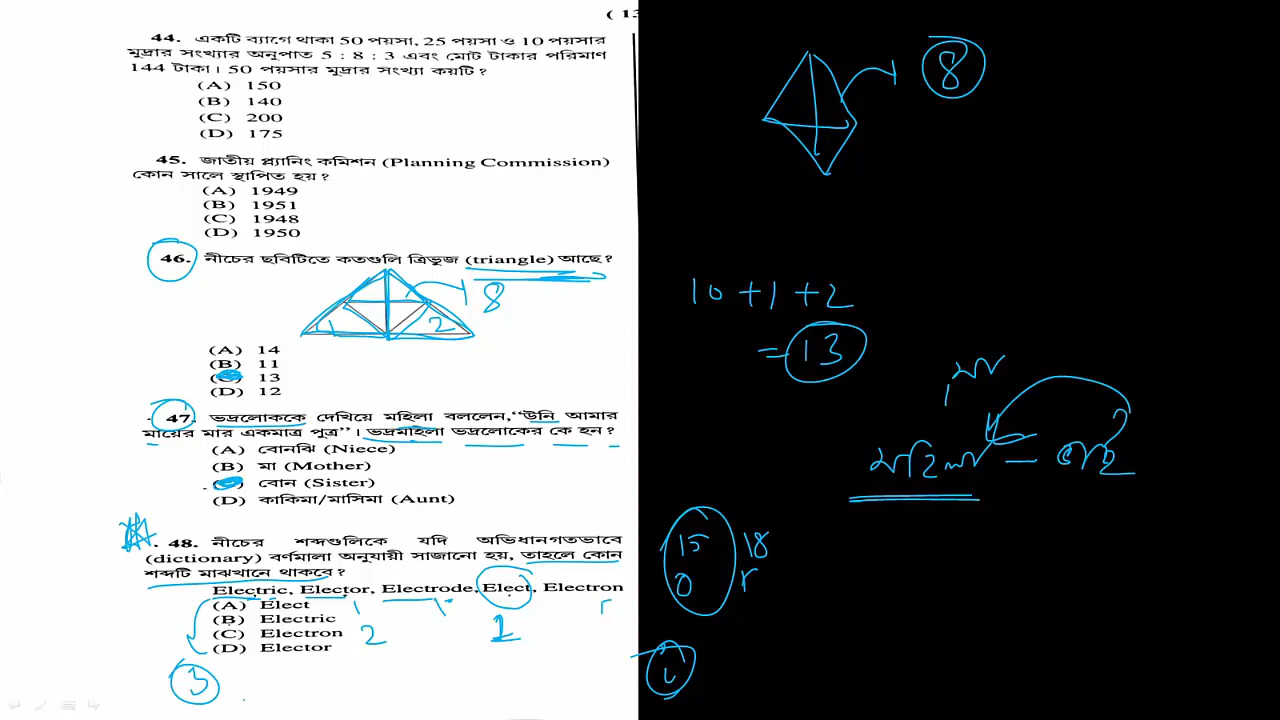 ( 13
44. একটি ব্যাগে থাকা 50 পয়সা, 25 পয়সা ও 10 পয়সার
মুদ্রার সংখ্যার অনুপাত 5 : 8 : 3 এবং মোট টাকার পরিমাণ
144 টাকা। 50 পয়সার মুদ্রার সংখ্যা কয়টি ?
(A) 150
(B) 140
(C) 200
(D) 175
45. জাতীয় প্ল্যানিং কমিশন (Planning Commission)
কোন সালে স্থাপিত হয় ?
(A) 1949
(B) 1951
(C) 1948
(D) 1950
46. নীচের ছবিটিতে কতগুলি ত্রিভুজ (triangle) আছে ?
8
1 2
(A) 14
(B) 11
13
(D) 12
47. ভদ্রলোককে দেখিয়ে মহিলা বললেন, “উনি আমার
মায়ের মার একমাত্র পুত্র”। ভদ্রমহিলা ভদ্রলোকের কে হন ?
(A) বোনঝি (Niece)
(B) মা (Mother)
বোন (Sister)
(D) কাকিমা/মাসিমা (Aunt)
48. নীচের শব্দগুলিকে যদি অভিধানগতভাবে
(dictionary) বর্ণমালা অনুযায়ী সাজানো হয়, তাহলে কোন
শব্দটি মাঝখানে থাকবে ?
Electric, Elector, Electrode, Elect, Electron
(A) Elect
(B) Electric
(C) Electron
(D) Elector
2 1
3
8
10 + 1 + 2
= 13
15 18
0 r